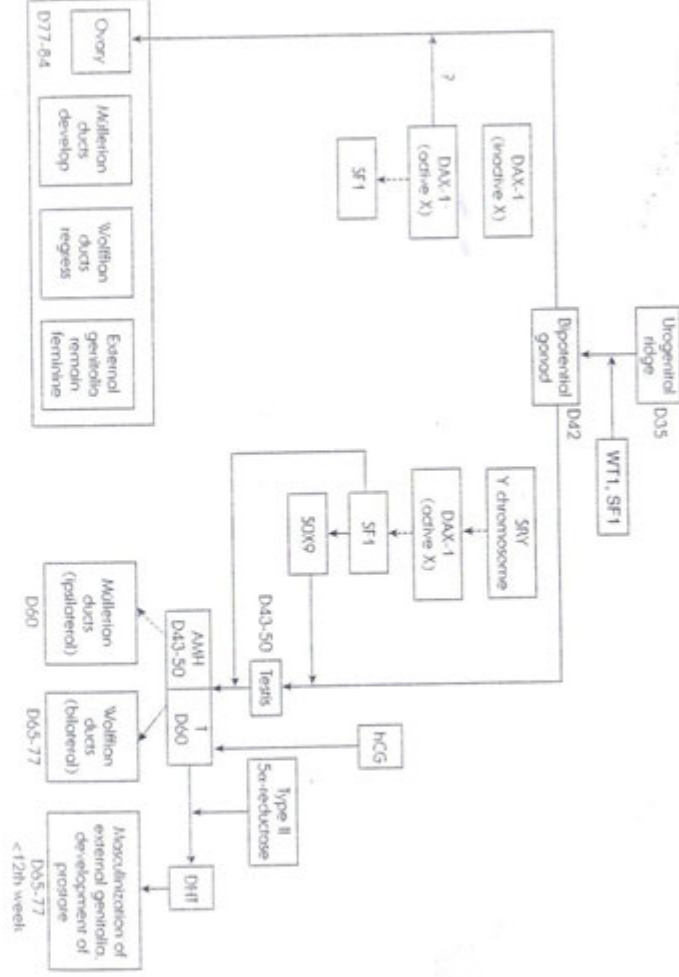 Urogenital
ridge
D35
WT1, SF1
Bipotential
gonad
D42
DAX-1
(inactive X)
DAX-1
(active X)
?
SF1
SRY
Y chromosome
DAX-1
(active X)
SF1
SOX9
D43-50
Testis
hCG
AMH
D43-50
T
D60
Type II
5α-reductase
DHT
Ovary
Müllerian
ducts
develop
Wolffian
ducts
regress
External
genitalia
remain
feminine
D77-84
Müllerian
ducts
(ipsilateral)
D60
Wolffian
ducts
(bilateral)
D65-77
Masculinization of
external genitalia,
development of
prostare
D65-77
<12th week